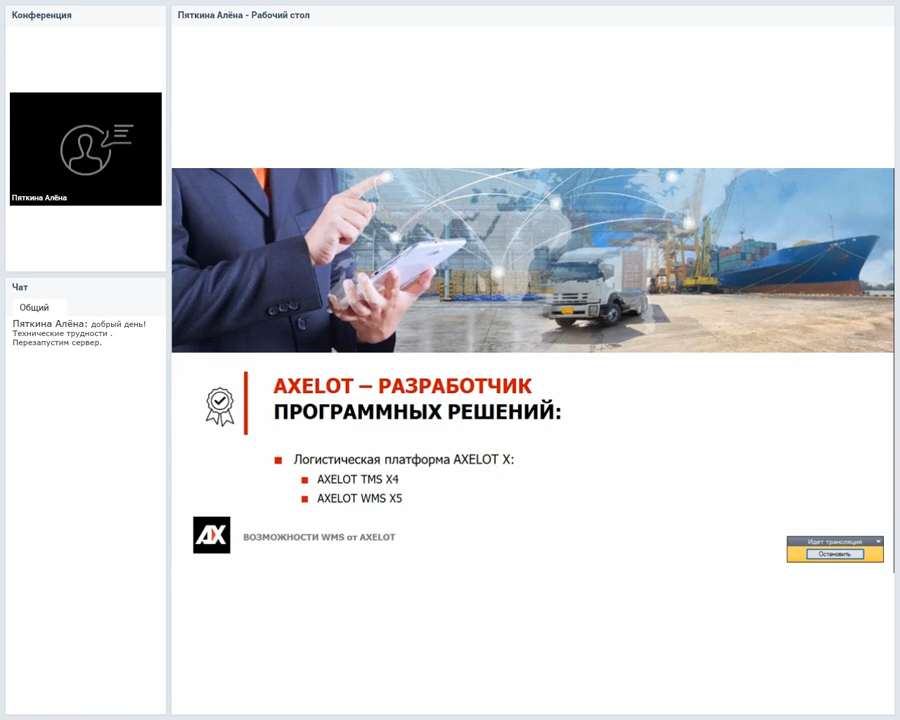 Конференция
Пяткина Алёна
Чат
Общий
Пяткина Алёна: добрый день!
Технические трудности .
Перезапустим сервер.
Пяткина Алёна - Рабочий стол
AXELOT – РАЗРАБОТЧИК
ПРОГРАММНЫХ РЕШЕНИЙ:
Логистическая платформа AXELOT X:
AXELOT TMS X4
AXELOT WMS X5
AX
ВОЗМОЖНОСТИ WMS от AXELOT
Идет трансляция
Остановить